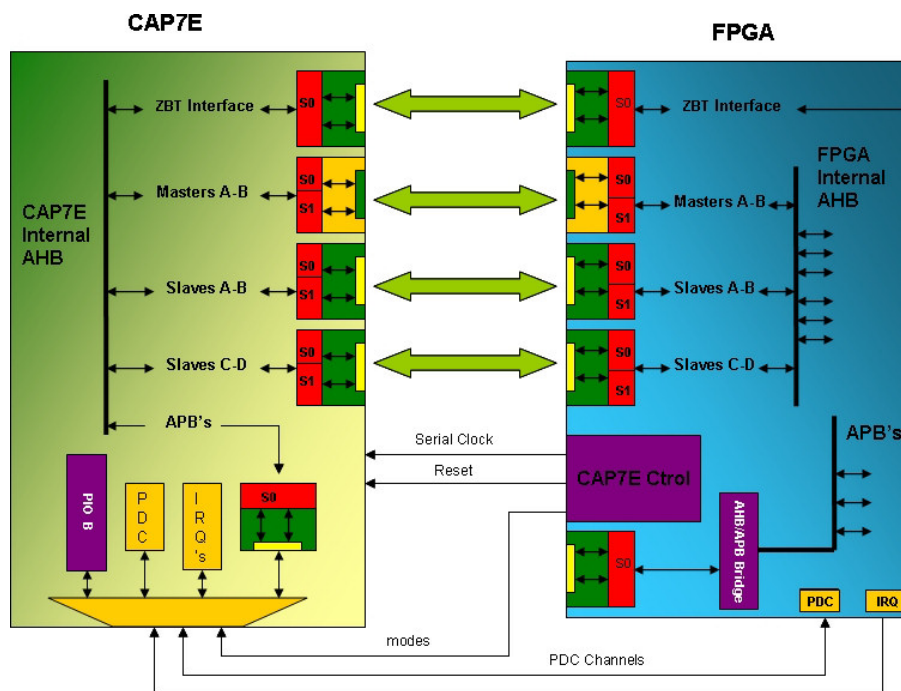 CAP7E
FPGA
ZBT Interface
S0
S0
ZBT Interface
CAP7E
Internal
AHB
Masters A-B
S0
S1
S0
S1
Masters A-B
FPGA
Internal
AHB
Slaves A-B
S0
S1
S0
S1
Slaves A-B
Slaves C-D
S0
S1
S0
S1
Slaves C-D
APB's
Serial Clock
Reset
CAP7E Ctrol
APB's
PIO B
PDC
IRQ's
S0
S0
AHB/APB Bridge
PDC
IRQ
modes
PDC Channels